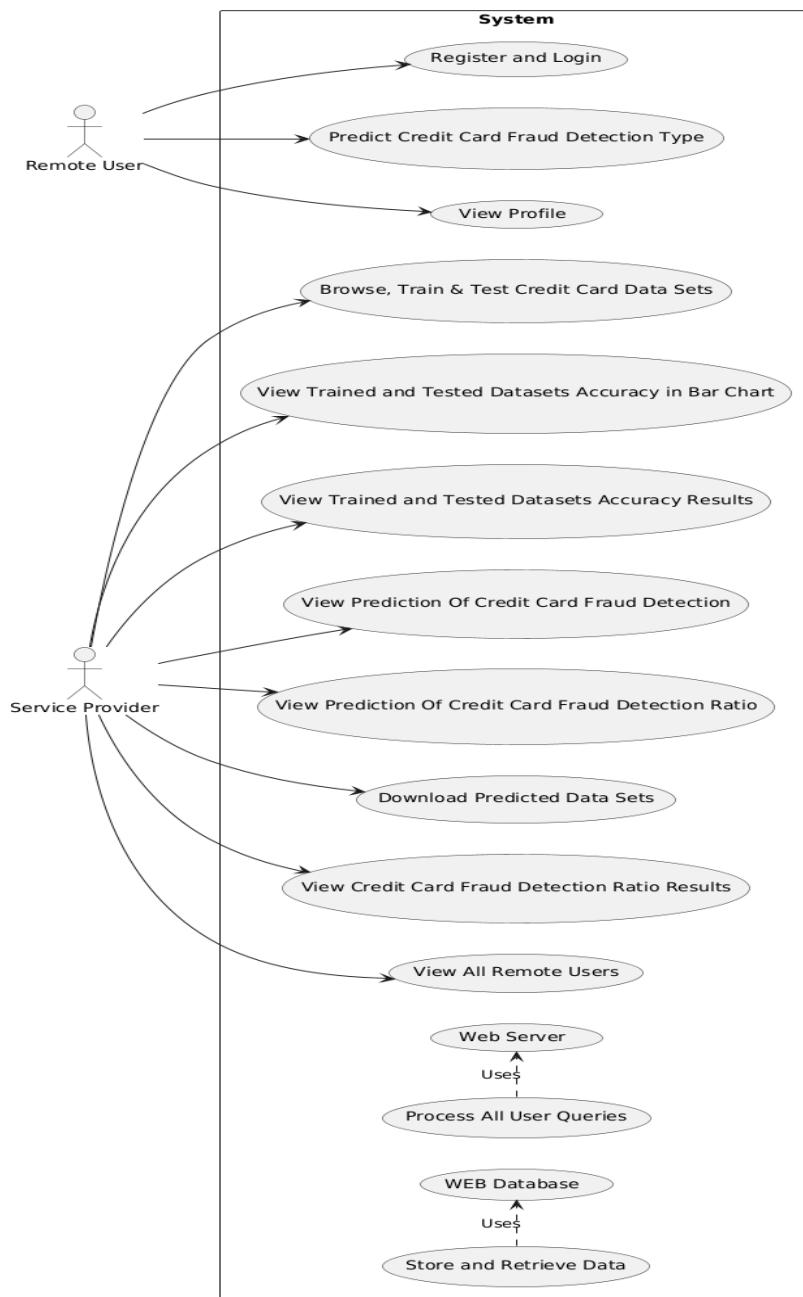 System
Register and Login
Predict Credit Card Fraud Detection Type
Remote User
View Profile
Browse, Train & Test Credit Card Data Sets
View Trained and Tested Datasets Accuracy in Bar Chart
View Trained and Tested Datasets Accuracy Results
View Prediction Of Credit Card Fraud Detection
View Prediction Of Credit Card Fraud Detection Ratio
Service Provider
Download Predicted Data Sets
View Credit Card Fraud Detection Ratio Results
View All Remote Users
Web Server
Uses
Process All User Queries
WEB Database
Uses
Store and Retrieve Data